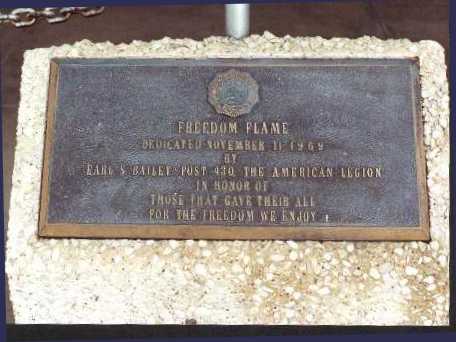 FREEDOM FLAME
DEDICATED NOVEMBER 11 1969
BY
EARL S BAILEY POST 430, THE AMERICAN LEGION
IN HONOR OF
THOSE THAT GAVE THEIR ALL
FOR THE FREEDOM WE ENJOY